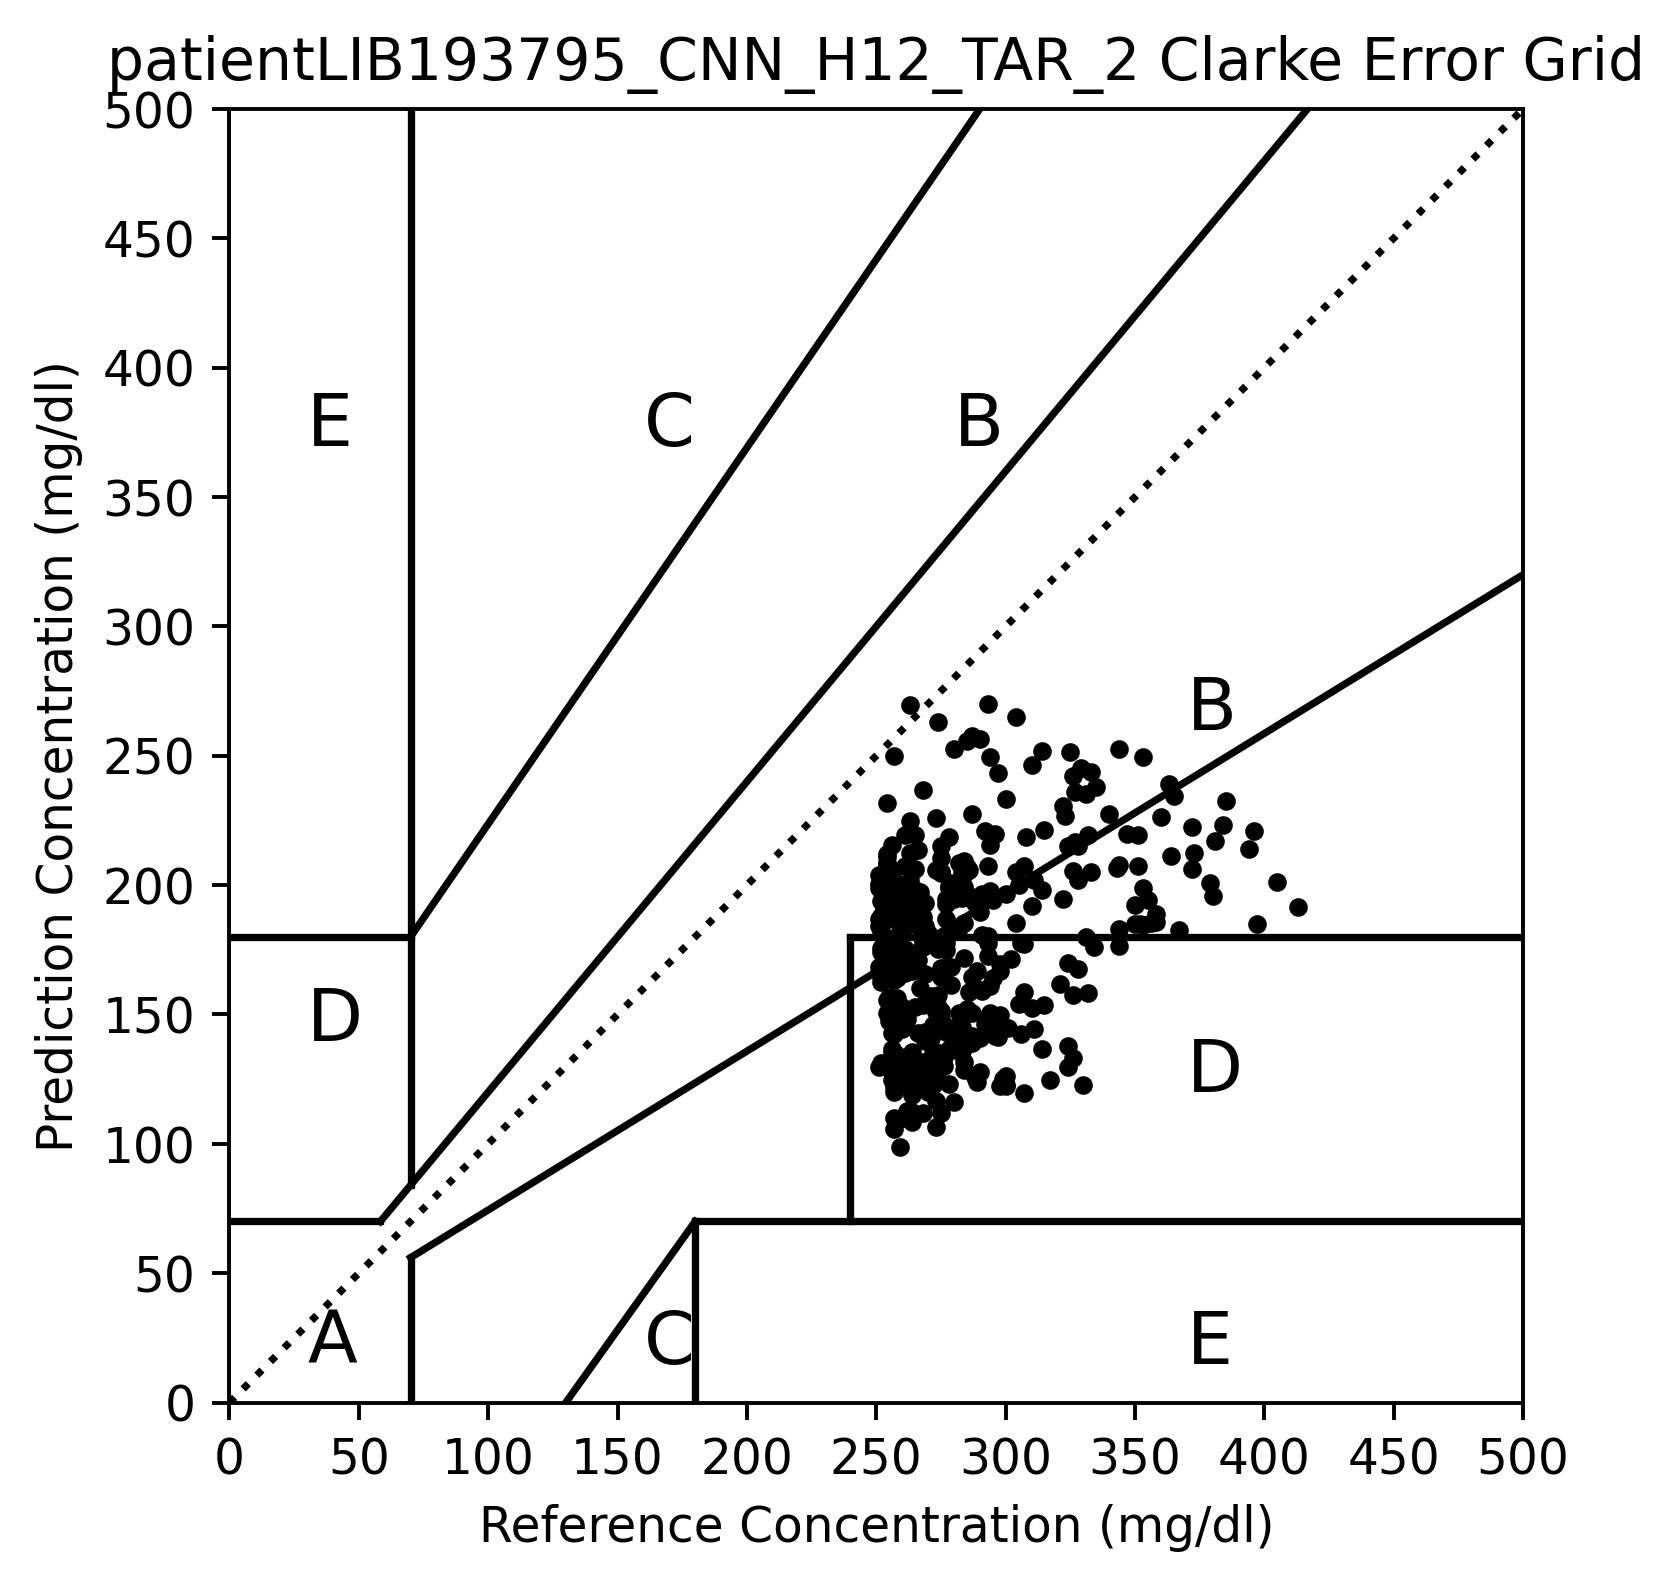 patientLIB193795_CNN_H12_TAR_2 Clarke Error Grid
500
450
400
350
300
250
200
150
100
50
0
Prediction Concentration (mg/dl)
E
C
B
B
D
D
A
C
E
0 50 100 150 200 250 300 350 400 450 500
Reference Concentration (mg/dl)